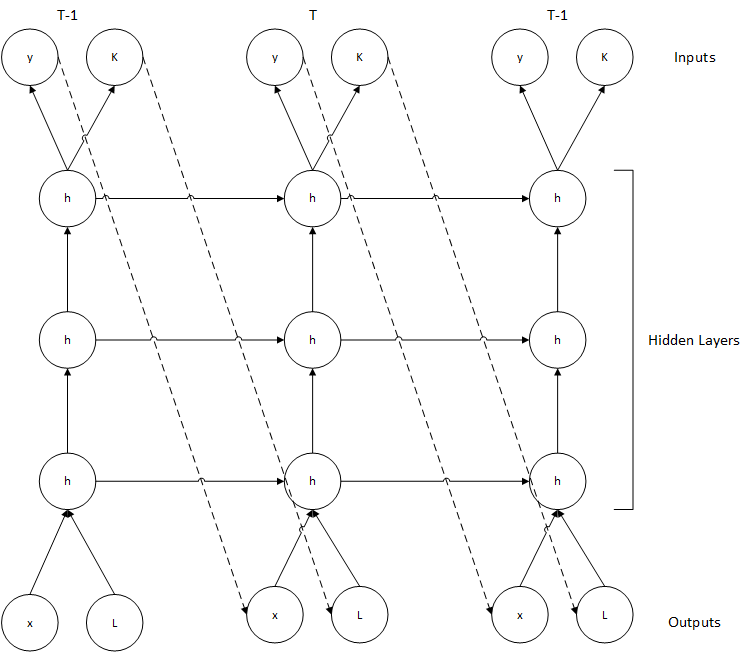 T-1 T T-1
y K y K y K Inputs
h h h
h h h Hidden Layers
h h h
x L x L x L Outputs